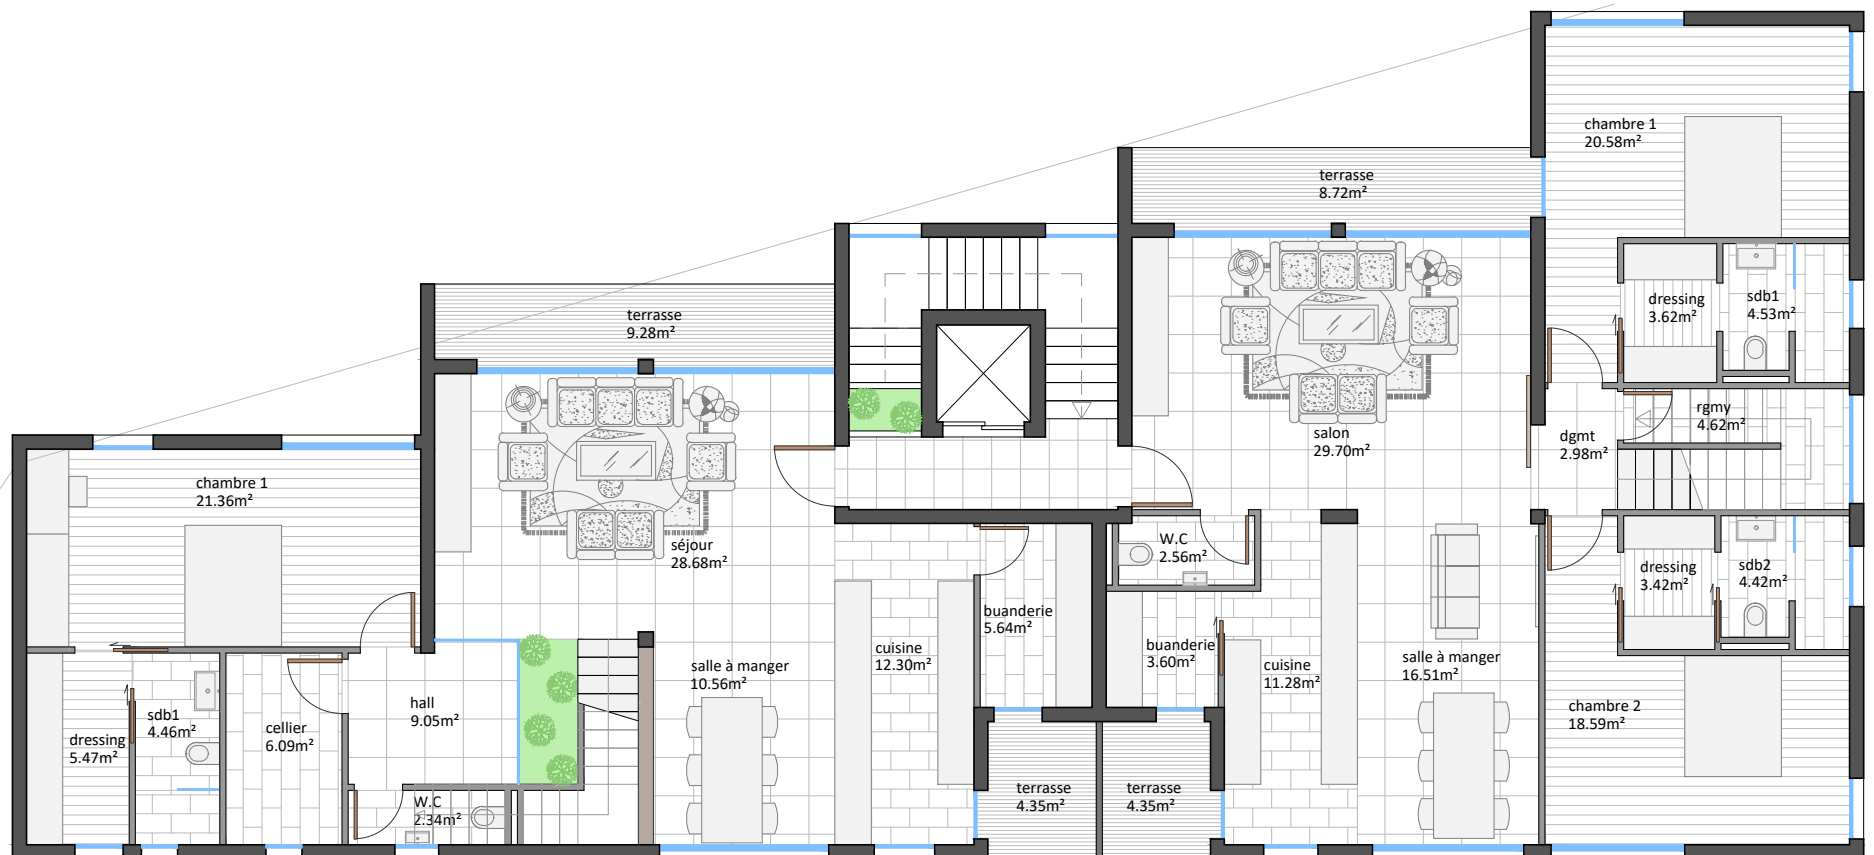 chambre 1
20.58m²
terrasse
8.72m²
dressing
3.62m²
sdb1
4.53m²
terrasse
9.28m²
rgmy
4.62m²
salon
29.70m²
dgmt
2.98m²
chambre 1
21.36m²
séjour
28.68m²
W.C
2.56m²
dressing
3.42m²
sdb2
4.42m²
buanderie
5.64m²
buanderie
3.60m²
cuisine
12.30m²
salle à manger
10.56m²
cuisine
11.28m²
salle à manger
16.51m²
hall
9.05m²
chambre 2
18.59m²
sdb1
4.46m²
cellier
6.09m²
dressing
5.47m²
terrasse
4.35m²
terrasse
4.35m²
W.C
2.34m²